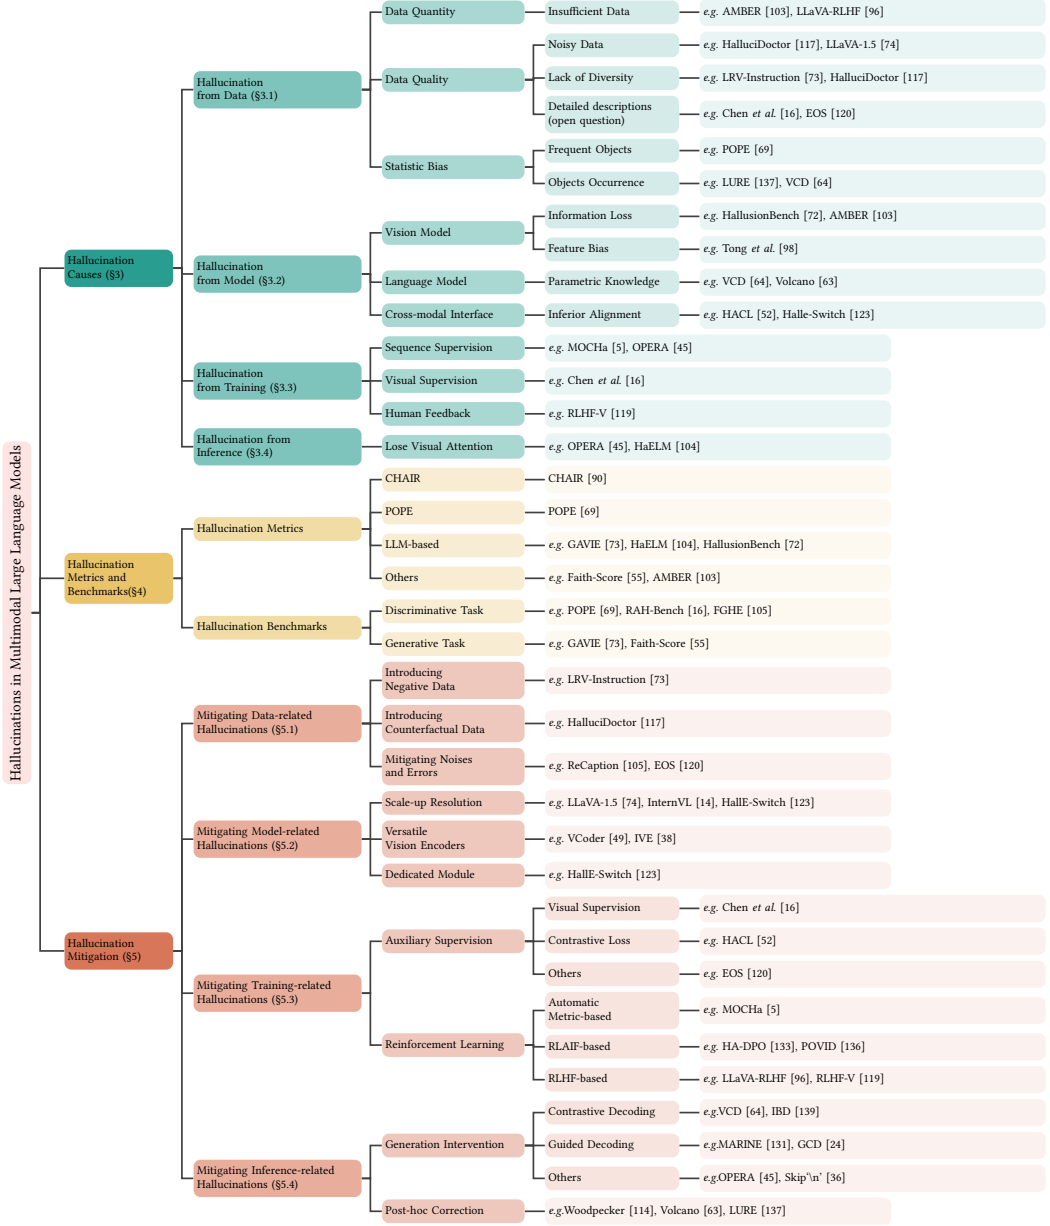 Hallucinations in Multimodal Large Language Models
Hallucination
Causes (§3)
Hallucination
from Data (§3.1)
Data Quantity
Insufficient Data
e.g. AMBER [103], LLaVA-RLHF [96]
Data Quality
Noisy Data
e.g. HalluciDoctor [117], LLaVA-1.5 [74]
Lack of Diversity
e.g. LRV-Instruction [73], HalluciDoctor [117]
Detailed descriptions
(open question)
e.g. Chen et al. [16], EOS [120]
Statistic Bias
Frequent Objects
e.g. POPE [69]
Objects Occurrence
e.g. LURE [137], VCD [64]
Hallucination
from Model (§3.2)
Vision Model
Information Loss
e.g. HallusionBench [72], AMBER [103]
Feature Bias
e.g. Tong et al. [98]
Language Model
Parametric Knowledge
e.g. VCD [64], Volcano [63]
Cross-modal Interface
Inferior Alignment
e.g. HACL [52], Halle-Switch [123]
Hallucination
from Training (§3.3)
Sequence Supervision
e.g. MOCHa [5], OPERA [45]
Visual Supervision
e.g. Chen et al. [16]
Human Feedback
e.g. RLHF-V [119]
Hallucination from
Inference (§3.4)
Lose Visual Attention
e.g. OPERA [45], HaELM [104]
Hallucination
Metrics and
Benchmarks(§4)
Hallucination Metrics
CHAIR
CHAIR [90]
POPE
POPE [69]
LLM-based
e.g. GAVIE [73], HaELM [104], HallusionBench [72]
Others
e.g. Faith-Score [55], AMBER [103]
Hallucination Benchmarks
Discriminative Task
e.g. POPE [69], RAH-Bench [16], FGHE [105]
Generative Task
e.g. GAVIE [73], Faith-Score [55]
Hallucination
Mitigation (§5)
Mitigating Data-related
Hallucinations (§5.1)
Introducing
Negative Data
e.g. LRV-Instruction [73]
Introducing
Counterfactual Data
e.g. HalluciDoctor [117]
Mitigating Noises
and Errors
e.g. ReCaption [105], EOS [120]
Mitigating Model-related
Hallucinations (§5.2)
Scale-up Resolution
e.g. LLaVA-1.5 [74], InternVL [14], HallE-Switch [123]
Versatile
Vision Encoders
e.g. VCoder [49], IVE [38]
Dedicated Module
e.g. HallE-Switch [123]
Mitigating Training-related
Hallucinations (§5.3)
Auxiliary Supervision
Visual Supervision
e.g. Chen et al. [16]
Contrastive Loss
e.g. HACL [52]
Others
e.g. EOS [120]
Reinforcement Learning
Automatic
Metric-based
e.g. MOCHa [5]
RLAIF-based
e.g. HA-DPO [133], POVID [136]
RLHF-based
e.g. LLaVA-RLHF [96], RLHF-V [119]
Mitigating Inference-related
Hallucinations (§5.4)
Generation Intervention
Contrastive Decoding
e.g.VCD [64], IBD [139]
Guided Decoding
e.g.MARINE [131], GCD [24]
Others
e.g.OPERA [45], Skip‘\n’ [36]
Post-hoc Correction
e.g.Woodpecker [114], Volcano [63], LURE [137]